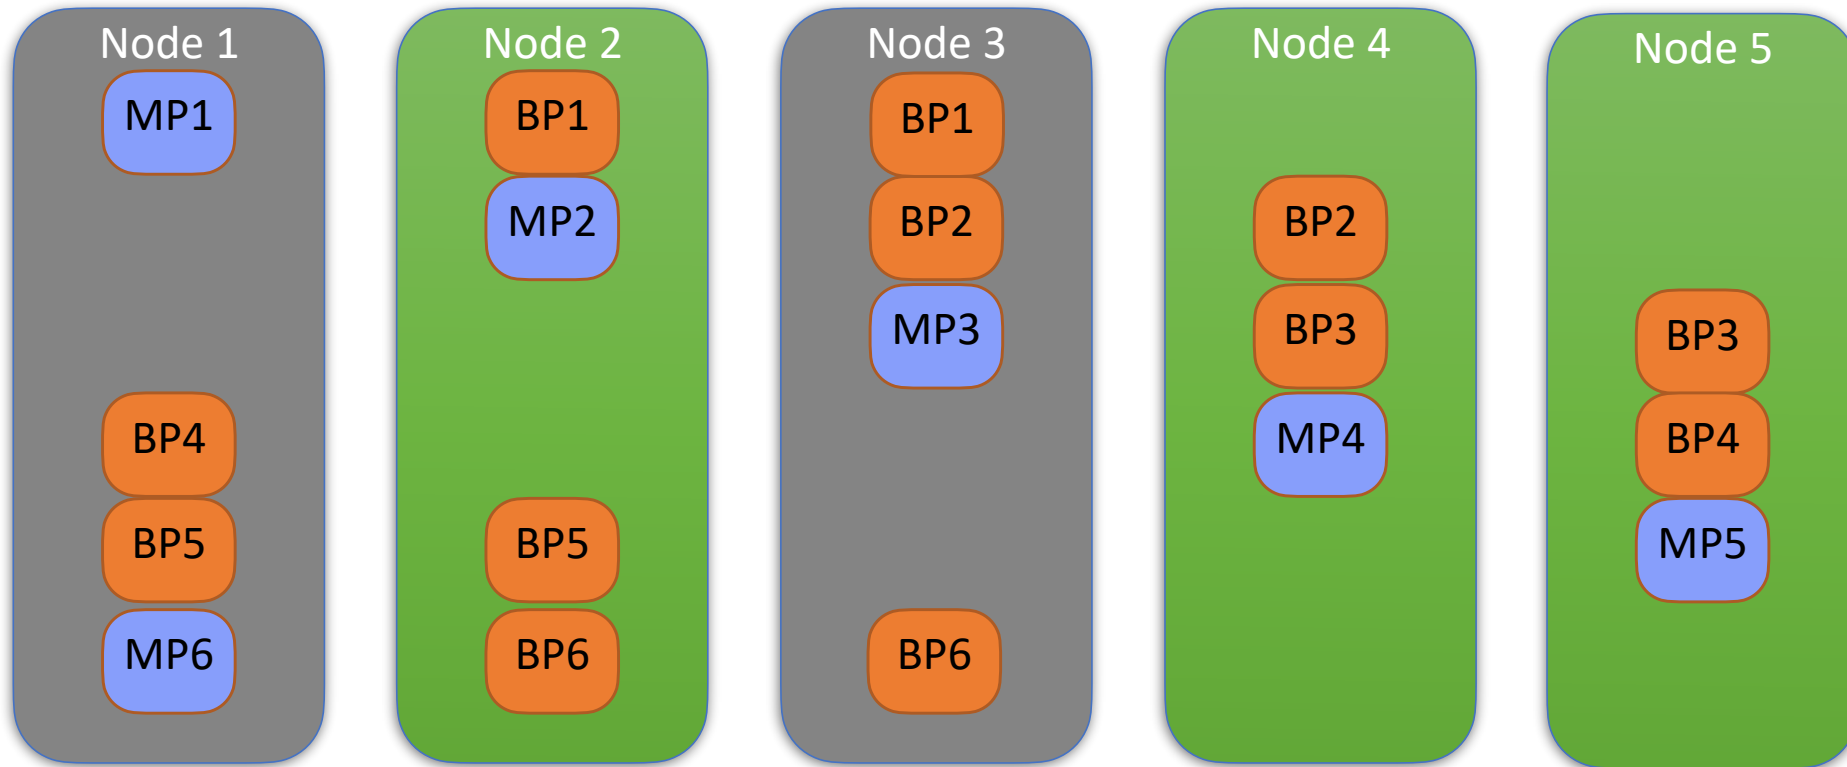 Node 1
MP1
BP4
BP5
MP6
Node 2
BP1
MP2
BP5
BP6
Node 3
BP1
BP2
MP3
BP6
Node 4
BP2
BP3
MP4
Node 5
BP3
BP4
MP5